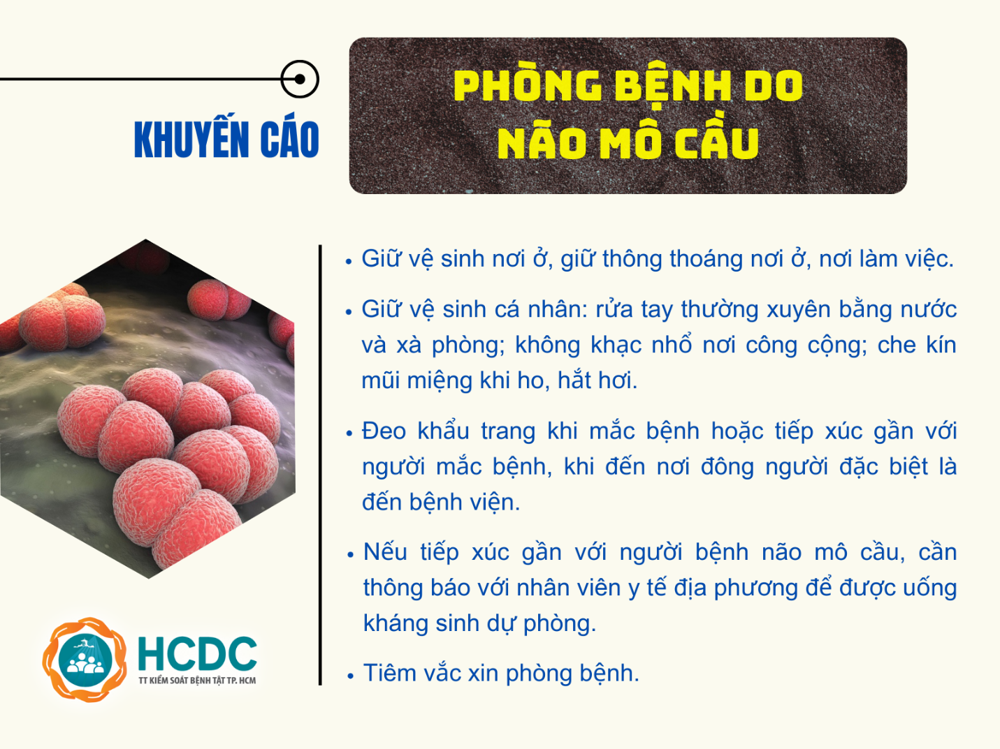 KHUYẾN CÁO
PHÒNG BỆNH DO
NÃO MÔ CẦU
• Giữ vệ sinh nơi ở, giữ thông thoáng nơi ở, nơi làm việc.
• Giữ vệ sinh cá nhân: rửa tay thường xuyên bằng nước
và xà phòng; không khạc nhổ nơi công cộng; che kín
mũi miệng khi ho, hắt hơi.
• Đeo khẩu trang khi mắc bệnh hoặc tiếp xúc gần với
người mắc bệnh, khi đến nơi đông người đặc biệt là
đến bệnh viện.
• Nếu tiếp xúc gần với người bệnh não mô cầu, cần
thông báo với nhân viên y tế địa phương để được uống
kháng sinh dự phòng.
• Tiêm vắc xin phòng bệnh.
HCDC
TT KIỂM SOÁT BỆNH TẬT TP. HCM